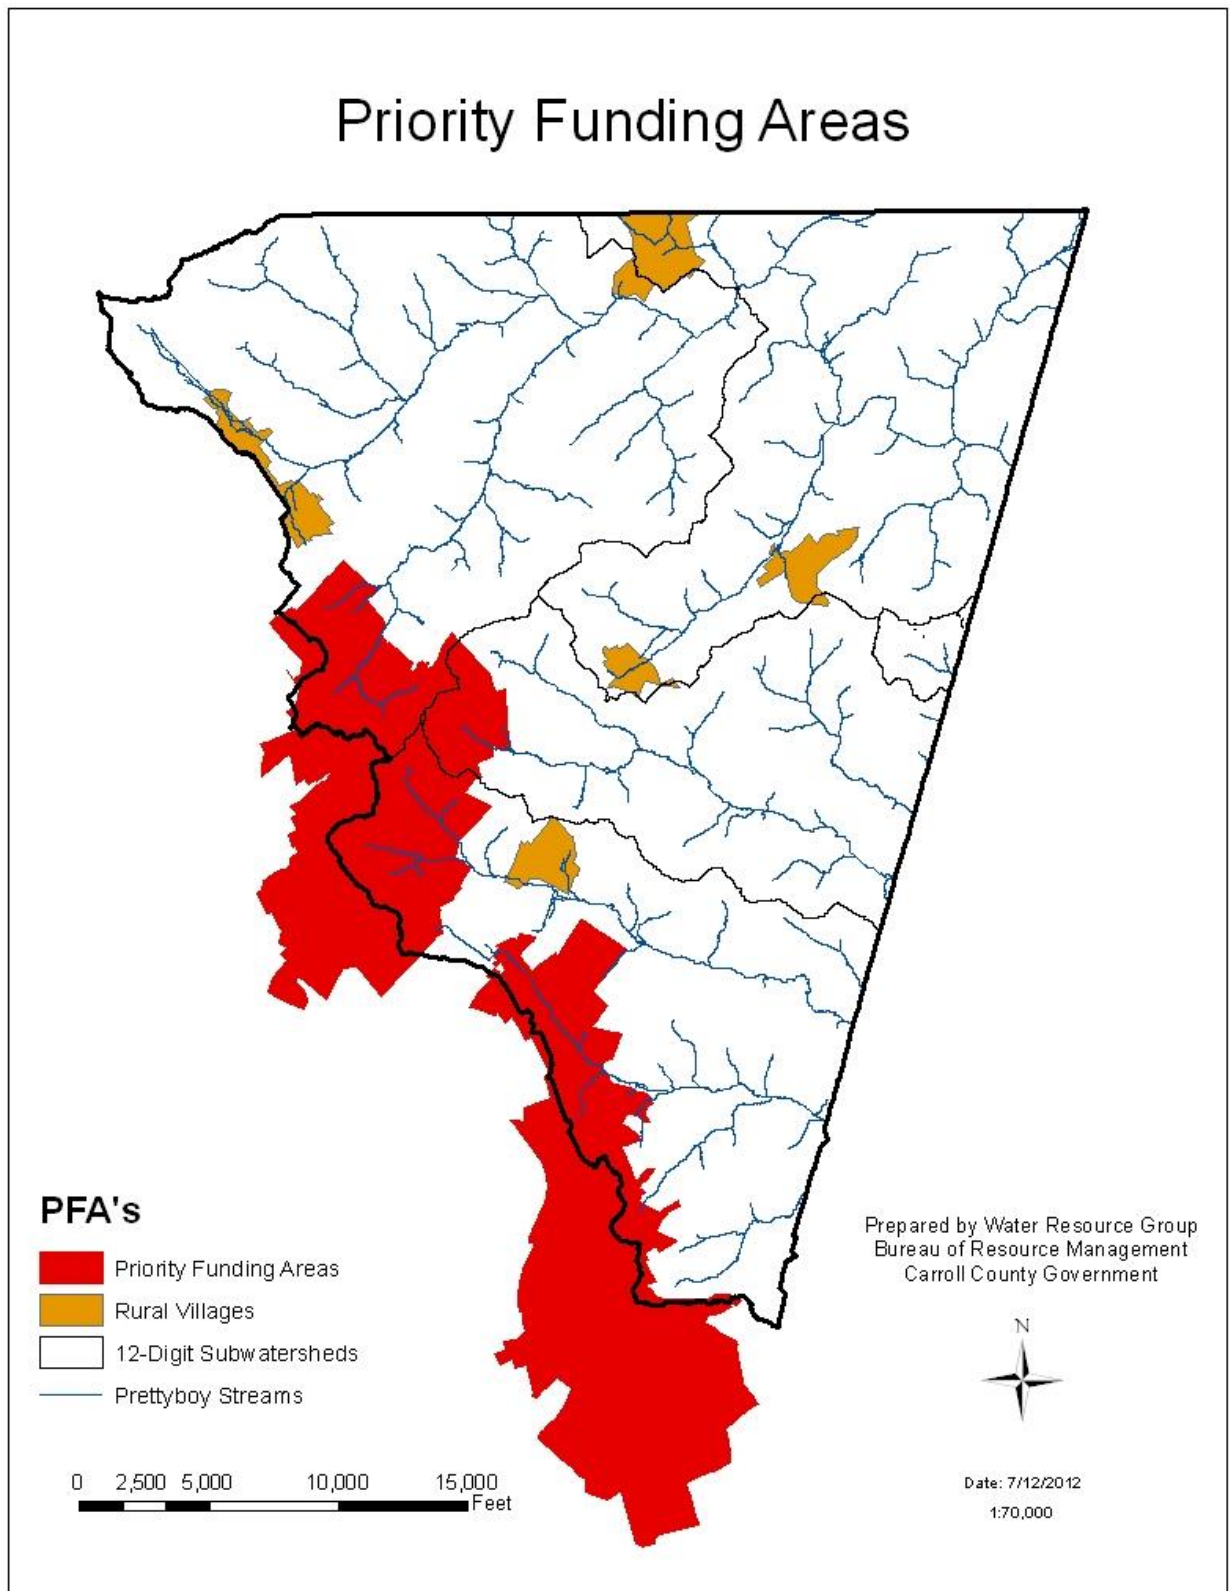 Priority Funding Areas
PFA's
Priority Funding Areas
Rural Villages
12-Digit Subwatersheds
Prettyboy Streams
0 2,500 5,000 10,000 15,000
Feet
Prepared by Water Resource Group
Bureau of Resource Management
Carroll County Government
N
Date: 7/12/2012
1:70,000